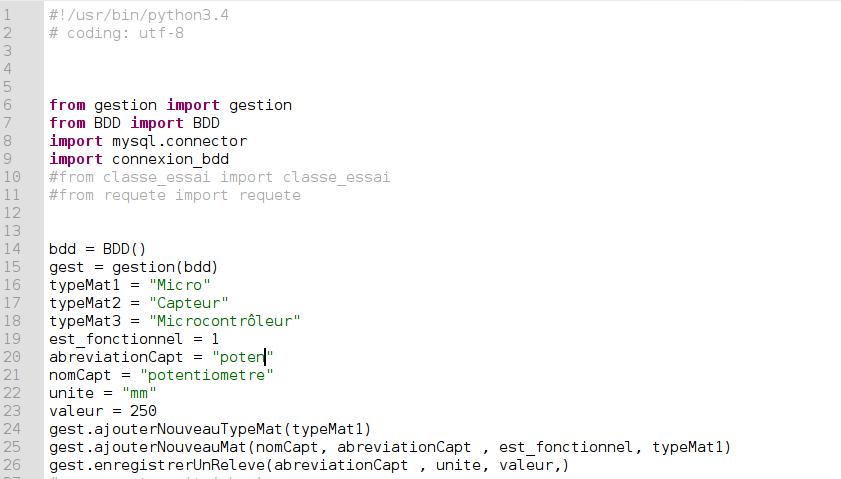 1 #!/usr/bin/python3.4
2 # coding: utf-8
3
4
5
6 from gestion import gestion
7 from BDD import BDD
8 import mysql.connector
9 import connexion_bdd
10 #from classe_essai import classe_essai
11 #from requete import requete
12
13
14 bdd = BDD()
15 gest = gestion(bdd)
16 typeMat1 = "Micro"
17 typeMat2 = "Capteur"
18 typeMat3 = "Microcontrôleur"
19 est_fonctionnel = 1
20 abreviationCapt = "poten"
21 nomCapt = "potentiometre"
22 unite = "mm"
23 valeur = 250
24 gest.ajouterNouveauTypeMat(typeMat1)
25 gest.ajouterNouveauMat(nomCapt, abreviationCapt , est_fonctionnel, typeMat1)
26 gest.enregistrerUnReleve(abreviationCapt , unite, valeur,)